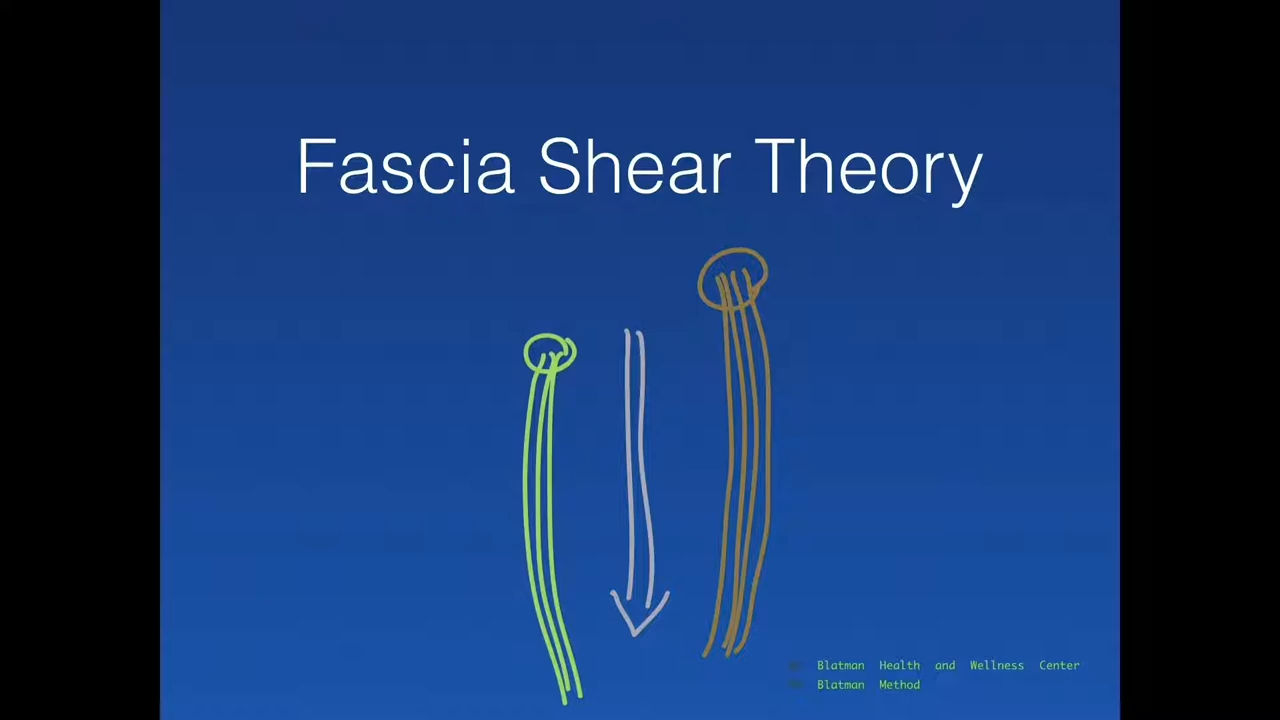 Fascia Shear Theory
Blatman Health and Wellness Center
Blatman Method